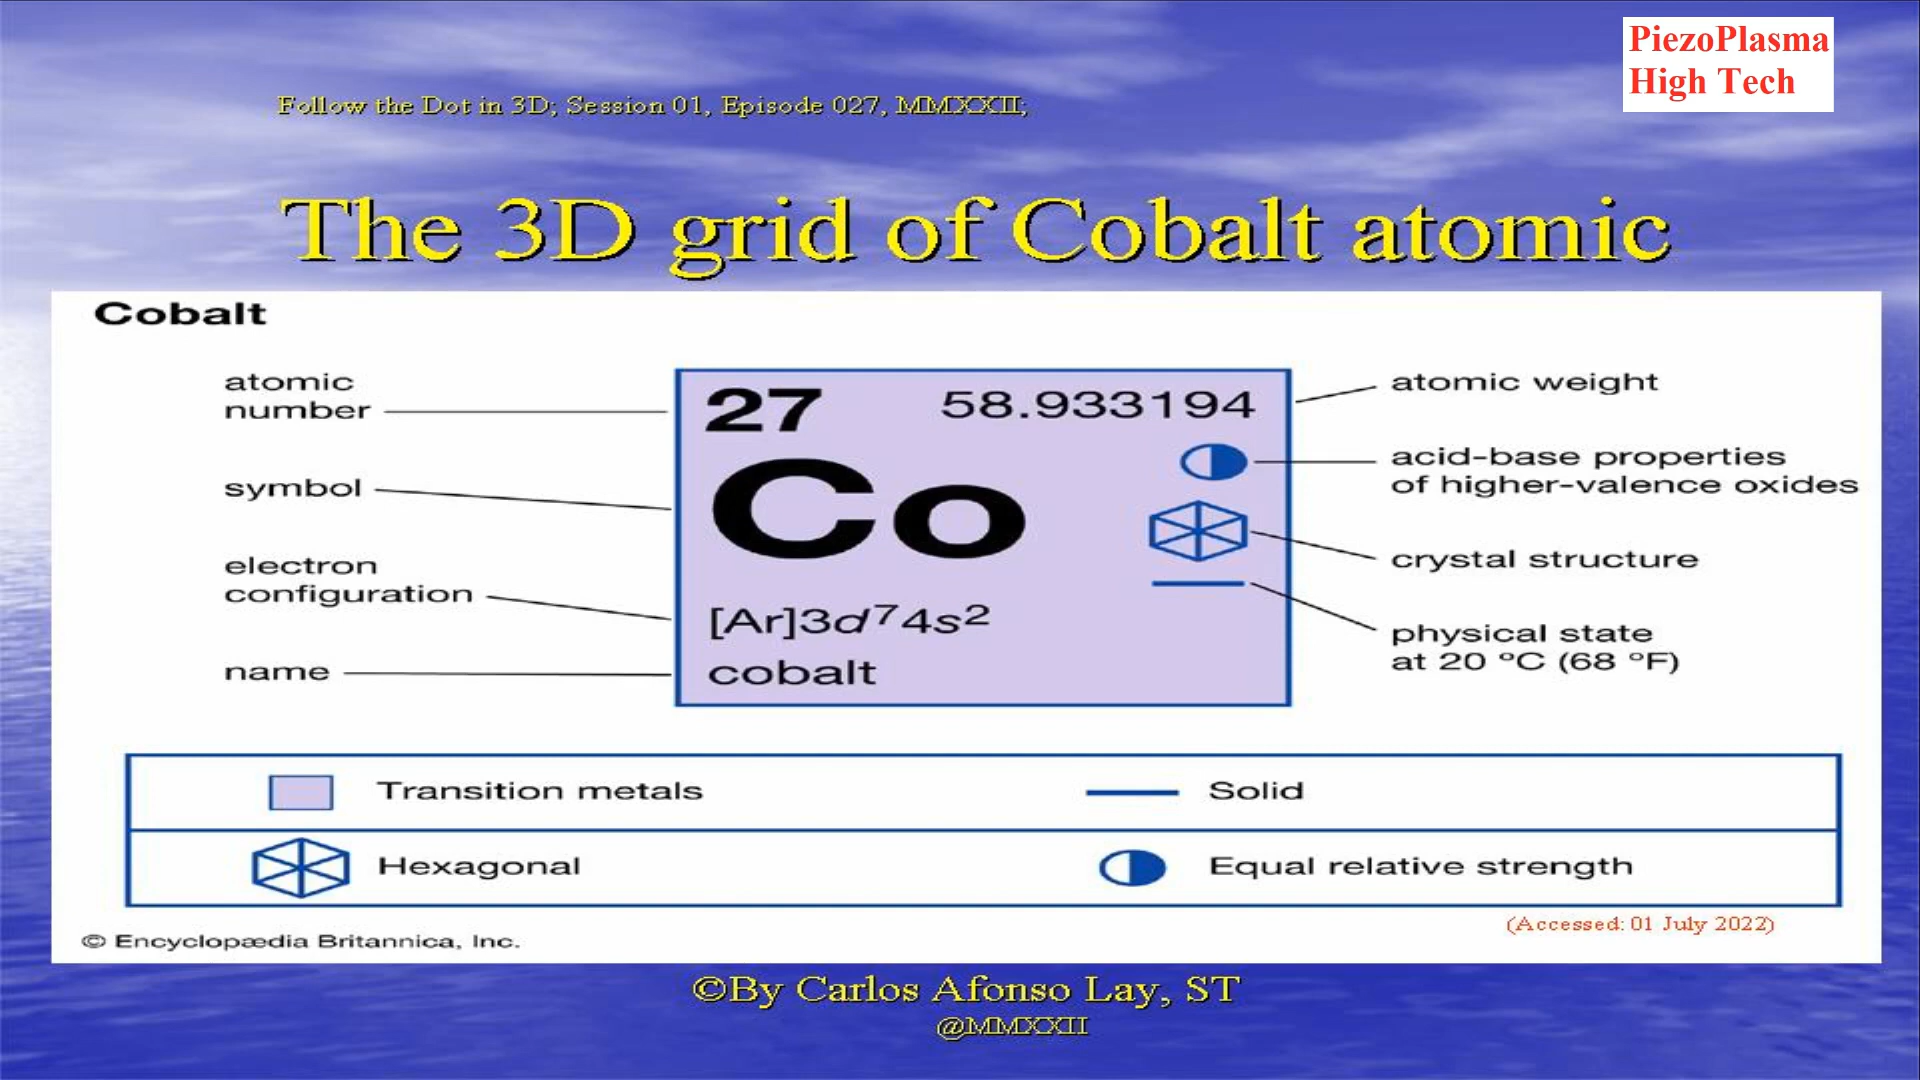 PiezoPlasma
High Tech
Follow the Dot in 3D; Session 01, Episode 027, MMXXII;
The 3D grid of Cobalt atomic
Cobalt
atomic
number
symbol
electron
configuration
name
27 58.933194
Co
[Ar]3d⁷4s²
cobalt
atomic weight
acid-base properties
of higher-valence oxides
crystal structure
physical state
at 20 ºC (68 ºF)
Transition metals
Solid
Hexagonal
Equal relative strength
(Accessed: 01 July 2022)
© Encyclopædia Britannica, Inc.
©By Carlos Afonso Lay, ST
@MMXXII